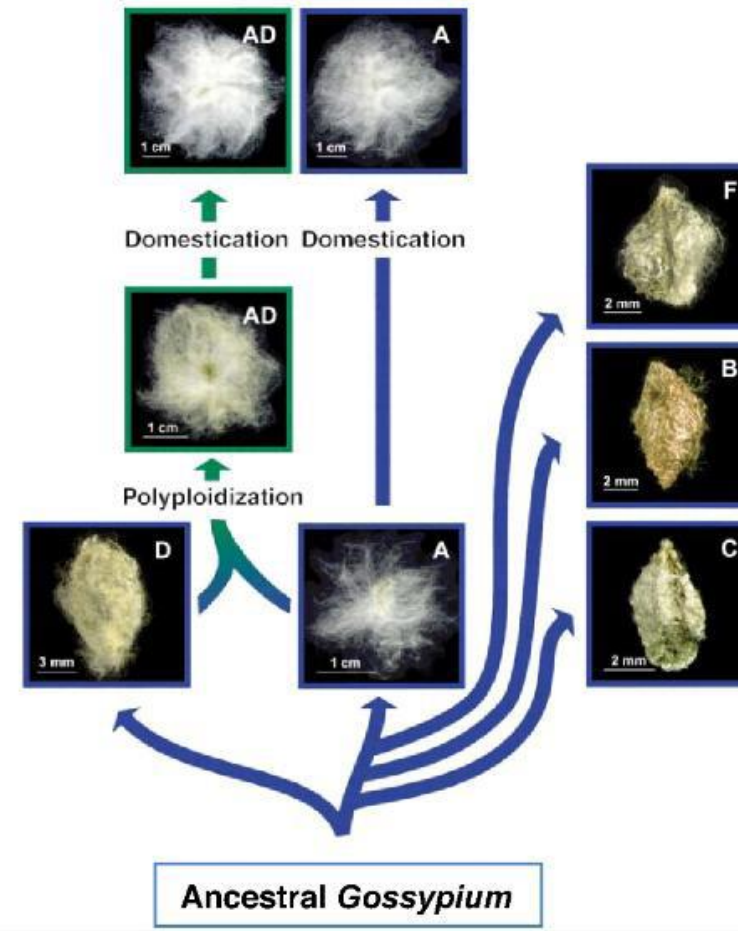 AD
1 cm
A
1 cm
F
2 mm
Domestication
Domestication
AD
1 cm
B
2 mm
Polyploidization
D
3 mm
A
1 cm
C
2 mm
Ancestral Gossypium